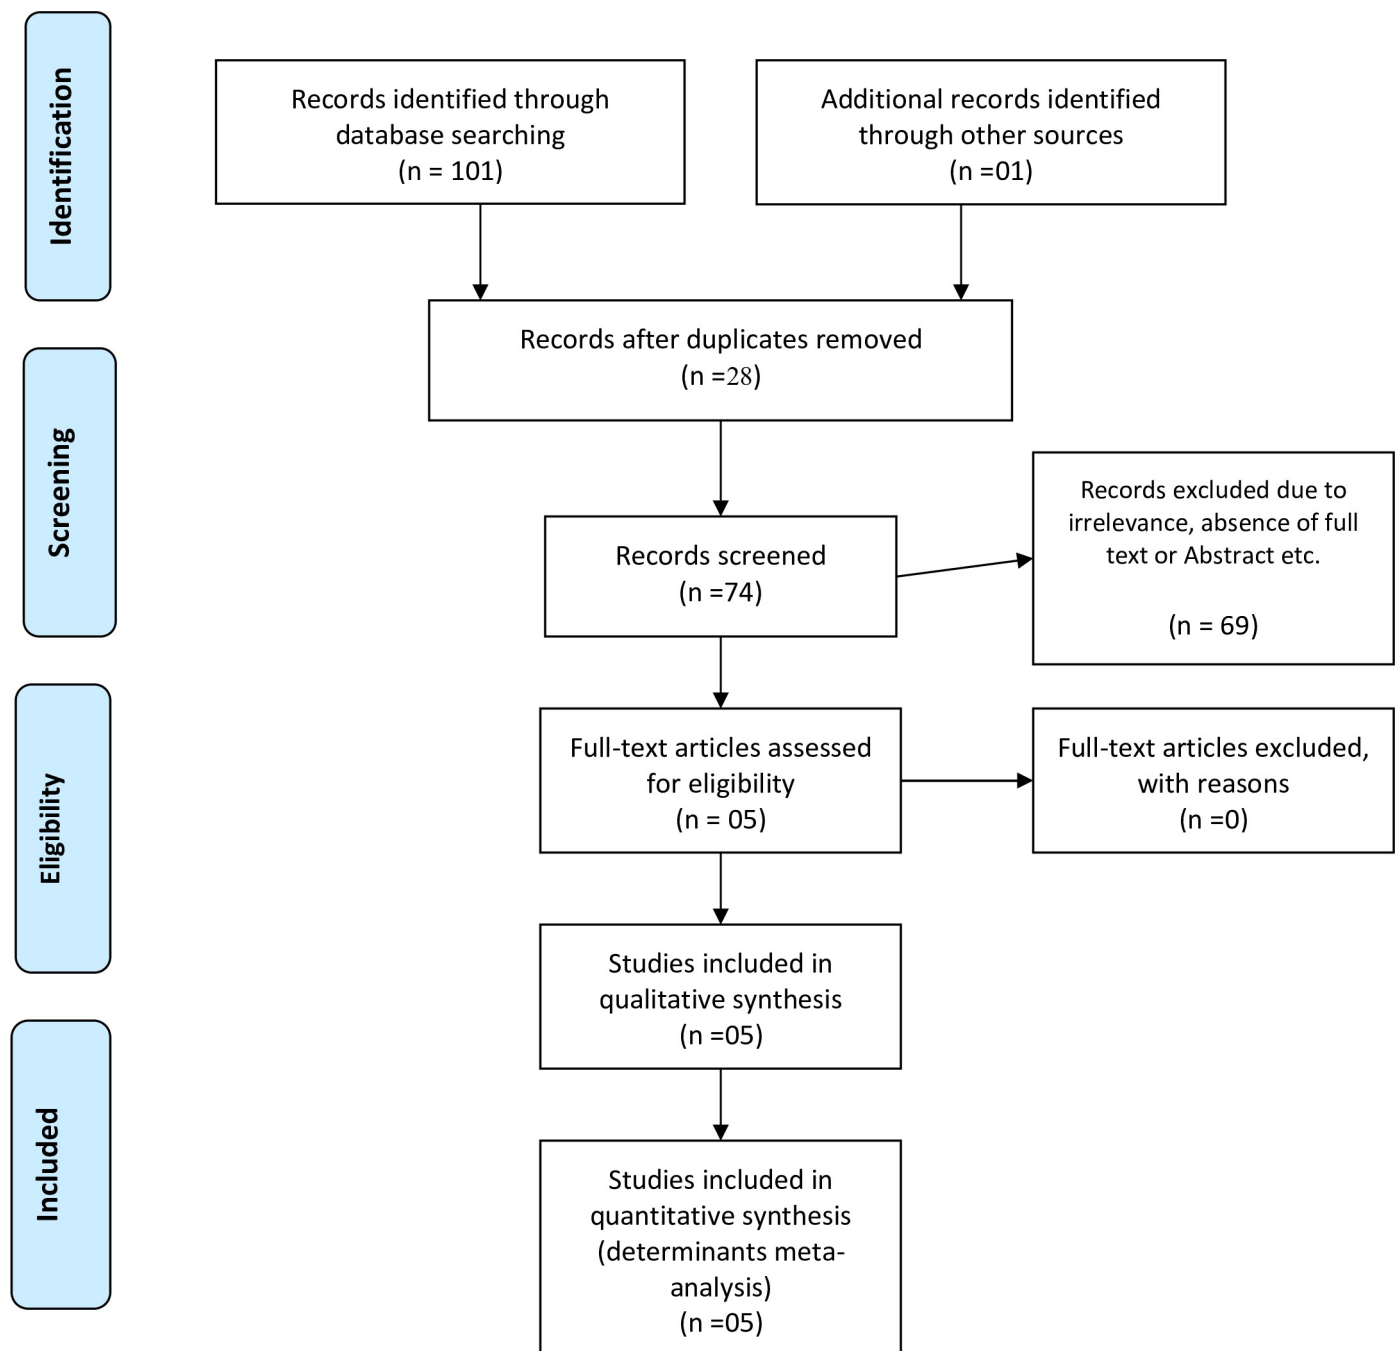 Identification
Records identified through
database searching
(n = 101)
Additional records identified
through other sources
(n =01)
Records after duplicates removed
(n =28)
Screening
Records screened
(n =74)
Records excluded due to
irrelevance, absence of full
text or Abstract etc.
(n = 69)
Eligibility
Full-text articles assessed
for eligibility
(n = 05)
Full-text articles excluded,
with reasons
(n =0)
Studies included in
qualitative synthesis
(n =05)
Included
Studies included in
quantitative synthesis
(determinants meta-
analysis)
(n =05)